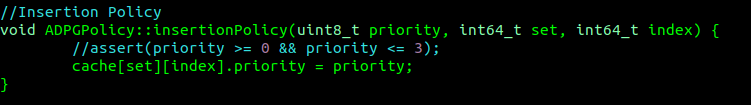 //Insertion Policy
void ADPGPolicy::insertionPolicy(uint8_t priority, int64_t set, int64_t index) {
        //assert(priority >= 0 && priority <= 3);
        cache[set][index].priority = priority;
}